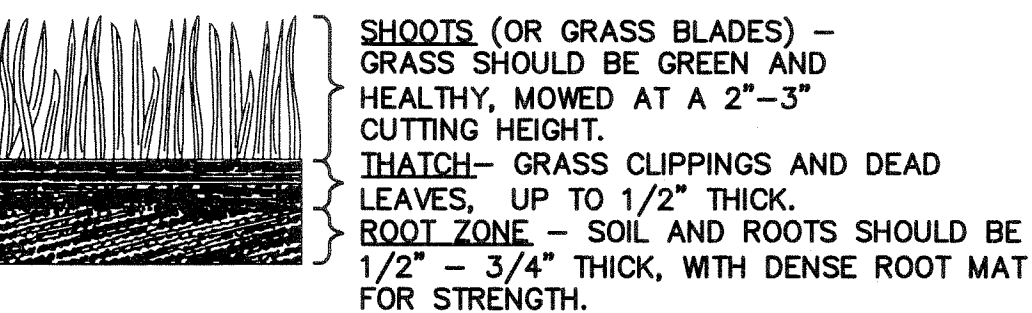 SHOOTS (OR GRASS BLADES) –
GRASS SHOULD BE GREEN AND
HEALTHY, MOWED AT A 2"–3"
CUTTING HEIGHT.
THATCH– GRASS CLIPPINGS AND DEAD
LEAVES, UP TO 1/2" THICK.
ROOT ZONE – SOIL AND ROOTS SHOULD BE
1/2" – 3/4" THICK, WITH DENSE ROOT MAT
FOR STRENGTH.